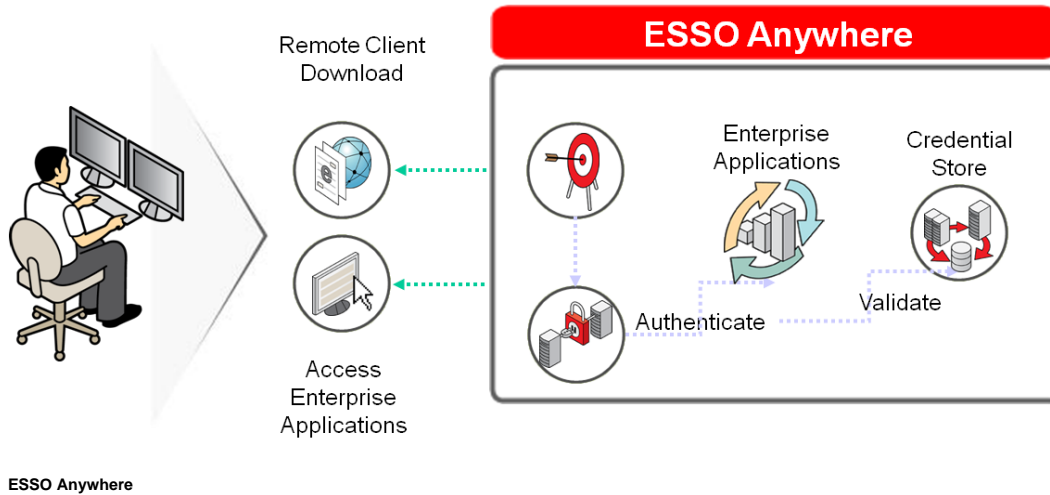 ESSO Anywhere
Remote Client
Download
Enterprise
Applications
Credential
Store
Authenticate
Validate
Access
Enterprise
Applications
ESSO Anywhere